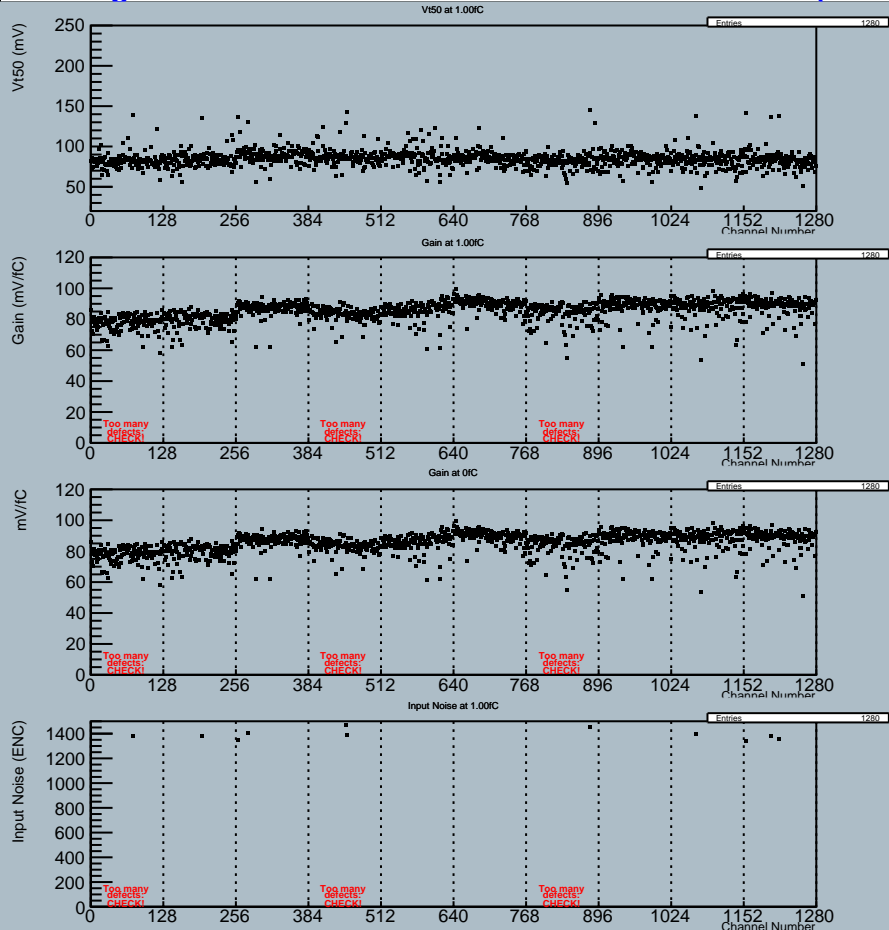 Vt50 at 1.00fC
Entries 1280
Vt50 (mV)
250
200
150
100
50
0 128 256 384 512 640 768 896 1024 1152 1280
Channel Number
Gain at 1.00fC
Entries 1280
Gain (mV/fC)
120
100
80
60
40
20
0
Too many defects: CHECK!
Too many defects: CHECK!
Too many defects: CHECK!
0 128 256 384 512 640 768 896 1024 1152 1280
Channel Number
Gain at 0fC
Entries 1280
mV/fC
120
100
80
60
40
20
0
Too many defects: CHECK!
Too many defects: CHECK!
Too many defects: CHECK!
0 128 256 384 512 640 768 896 1024 1152 1280
Channel Number
Input Noise at 1.00fC
Entries 1280
Input Noise (ENC)
1400
1200
1000
800
600
400
200
0
Too many defects: CHECK!
Too many defects: CHECK!
Too many defects: CHECK!
0 128 256 384 512 640 768 896 1024 1152 1280
Channel Number